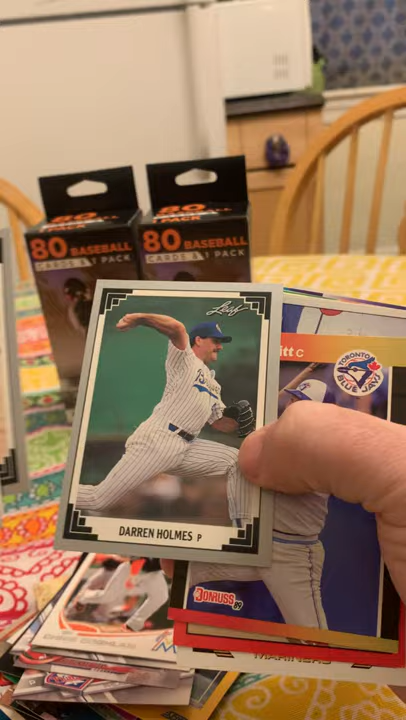 80 BASEBALL
CARDS & 1 PACK
80 BASEBALL
CARDS & 1 PACK
Leaf
DARREN HOLMES P
itt C
TORONTO
BLUE JAYS
DONRUSS 89
MARINERS